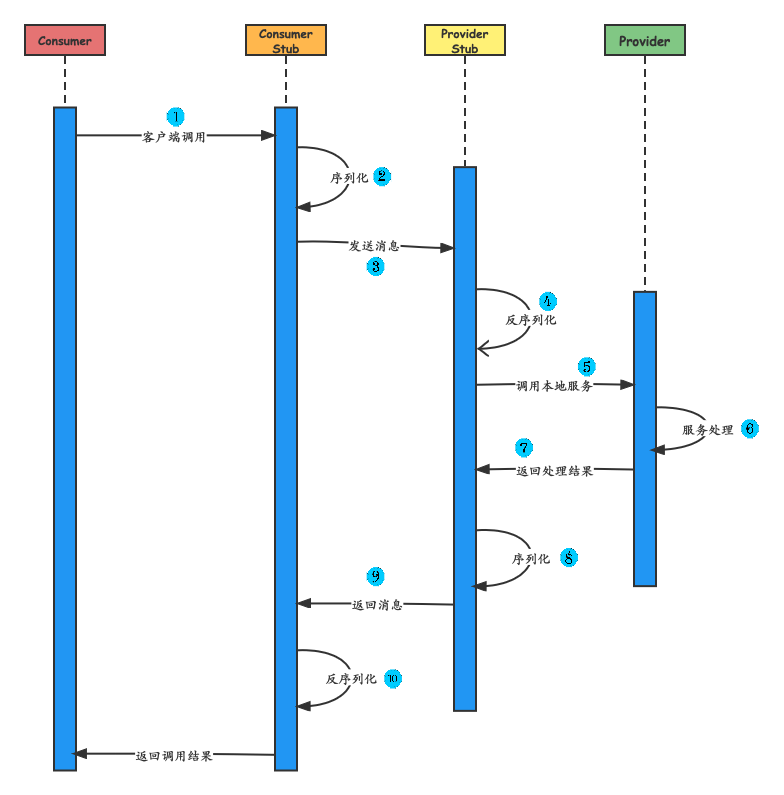 Consumer
Consumer
Stub
Provider
Stub
Provider
1
客户端调用
序列化
2
发送消息
3
4
反序列化
5
调用本地服务
服务处理
6
7
返回处理结果
序列化
8
9
返回消息
反序列化
10
返回调用结果